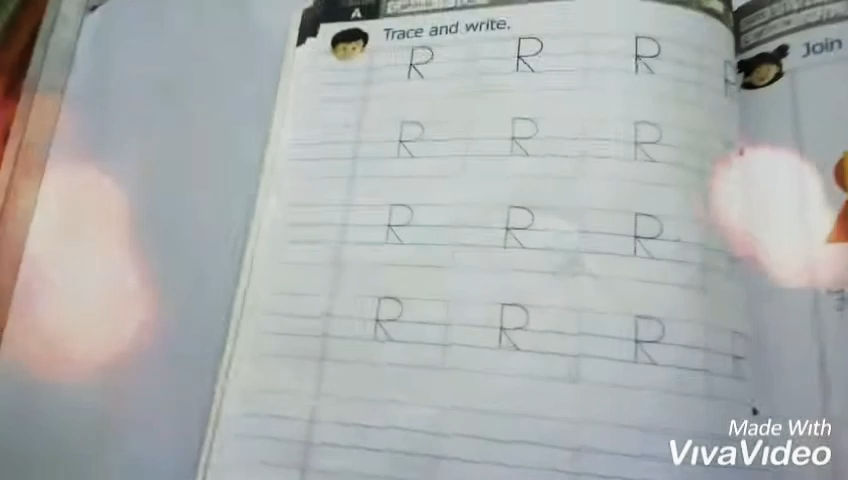 A
Trace and write.
R R R
R R R
R R R
R R R
Join
Made With
VivaVideo